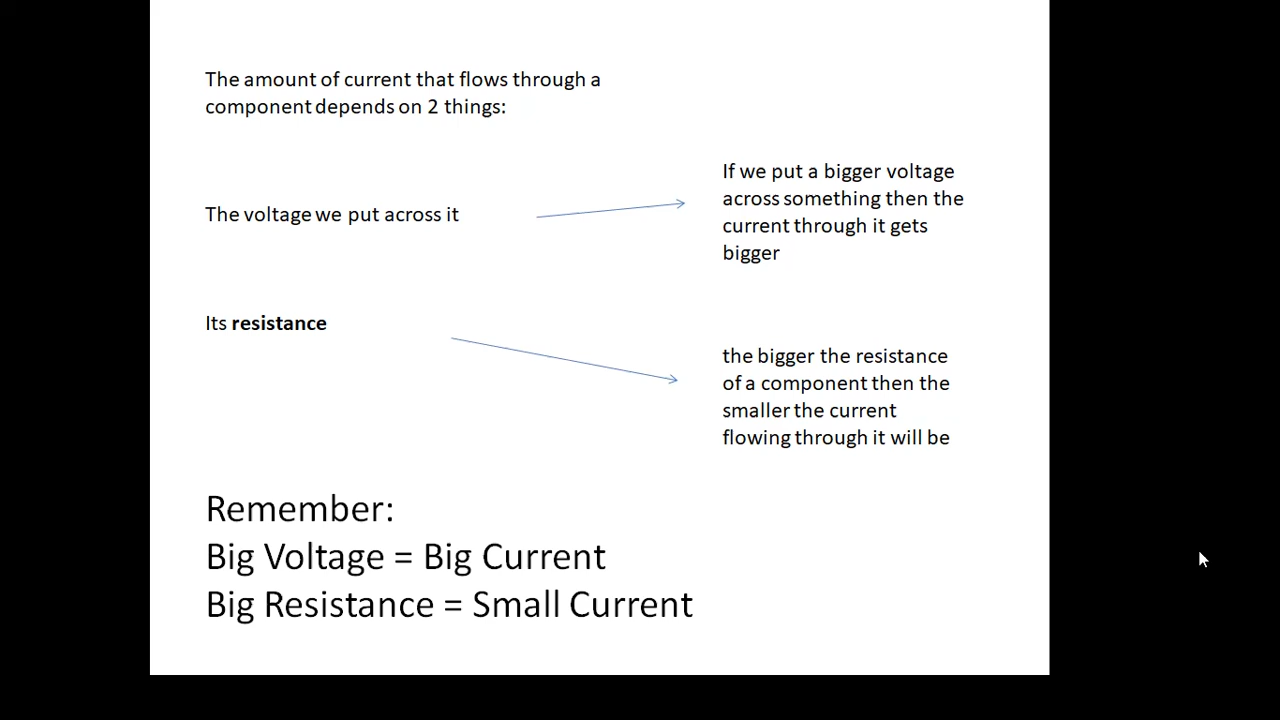 The amount of current that flows through a
component depends on 2 things:
The voltage we put across it
If we put a bigger voltage
across something then the
current through it gets
bigger
Its resistance
the bigger the resistance
of a component then the
smaller the current
flowing through it will be
Remember:
Big Voltage = Big Current
Big Resistance = Small Current